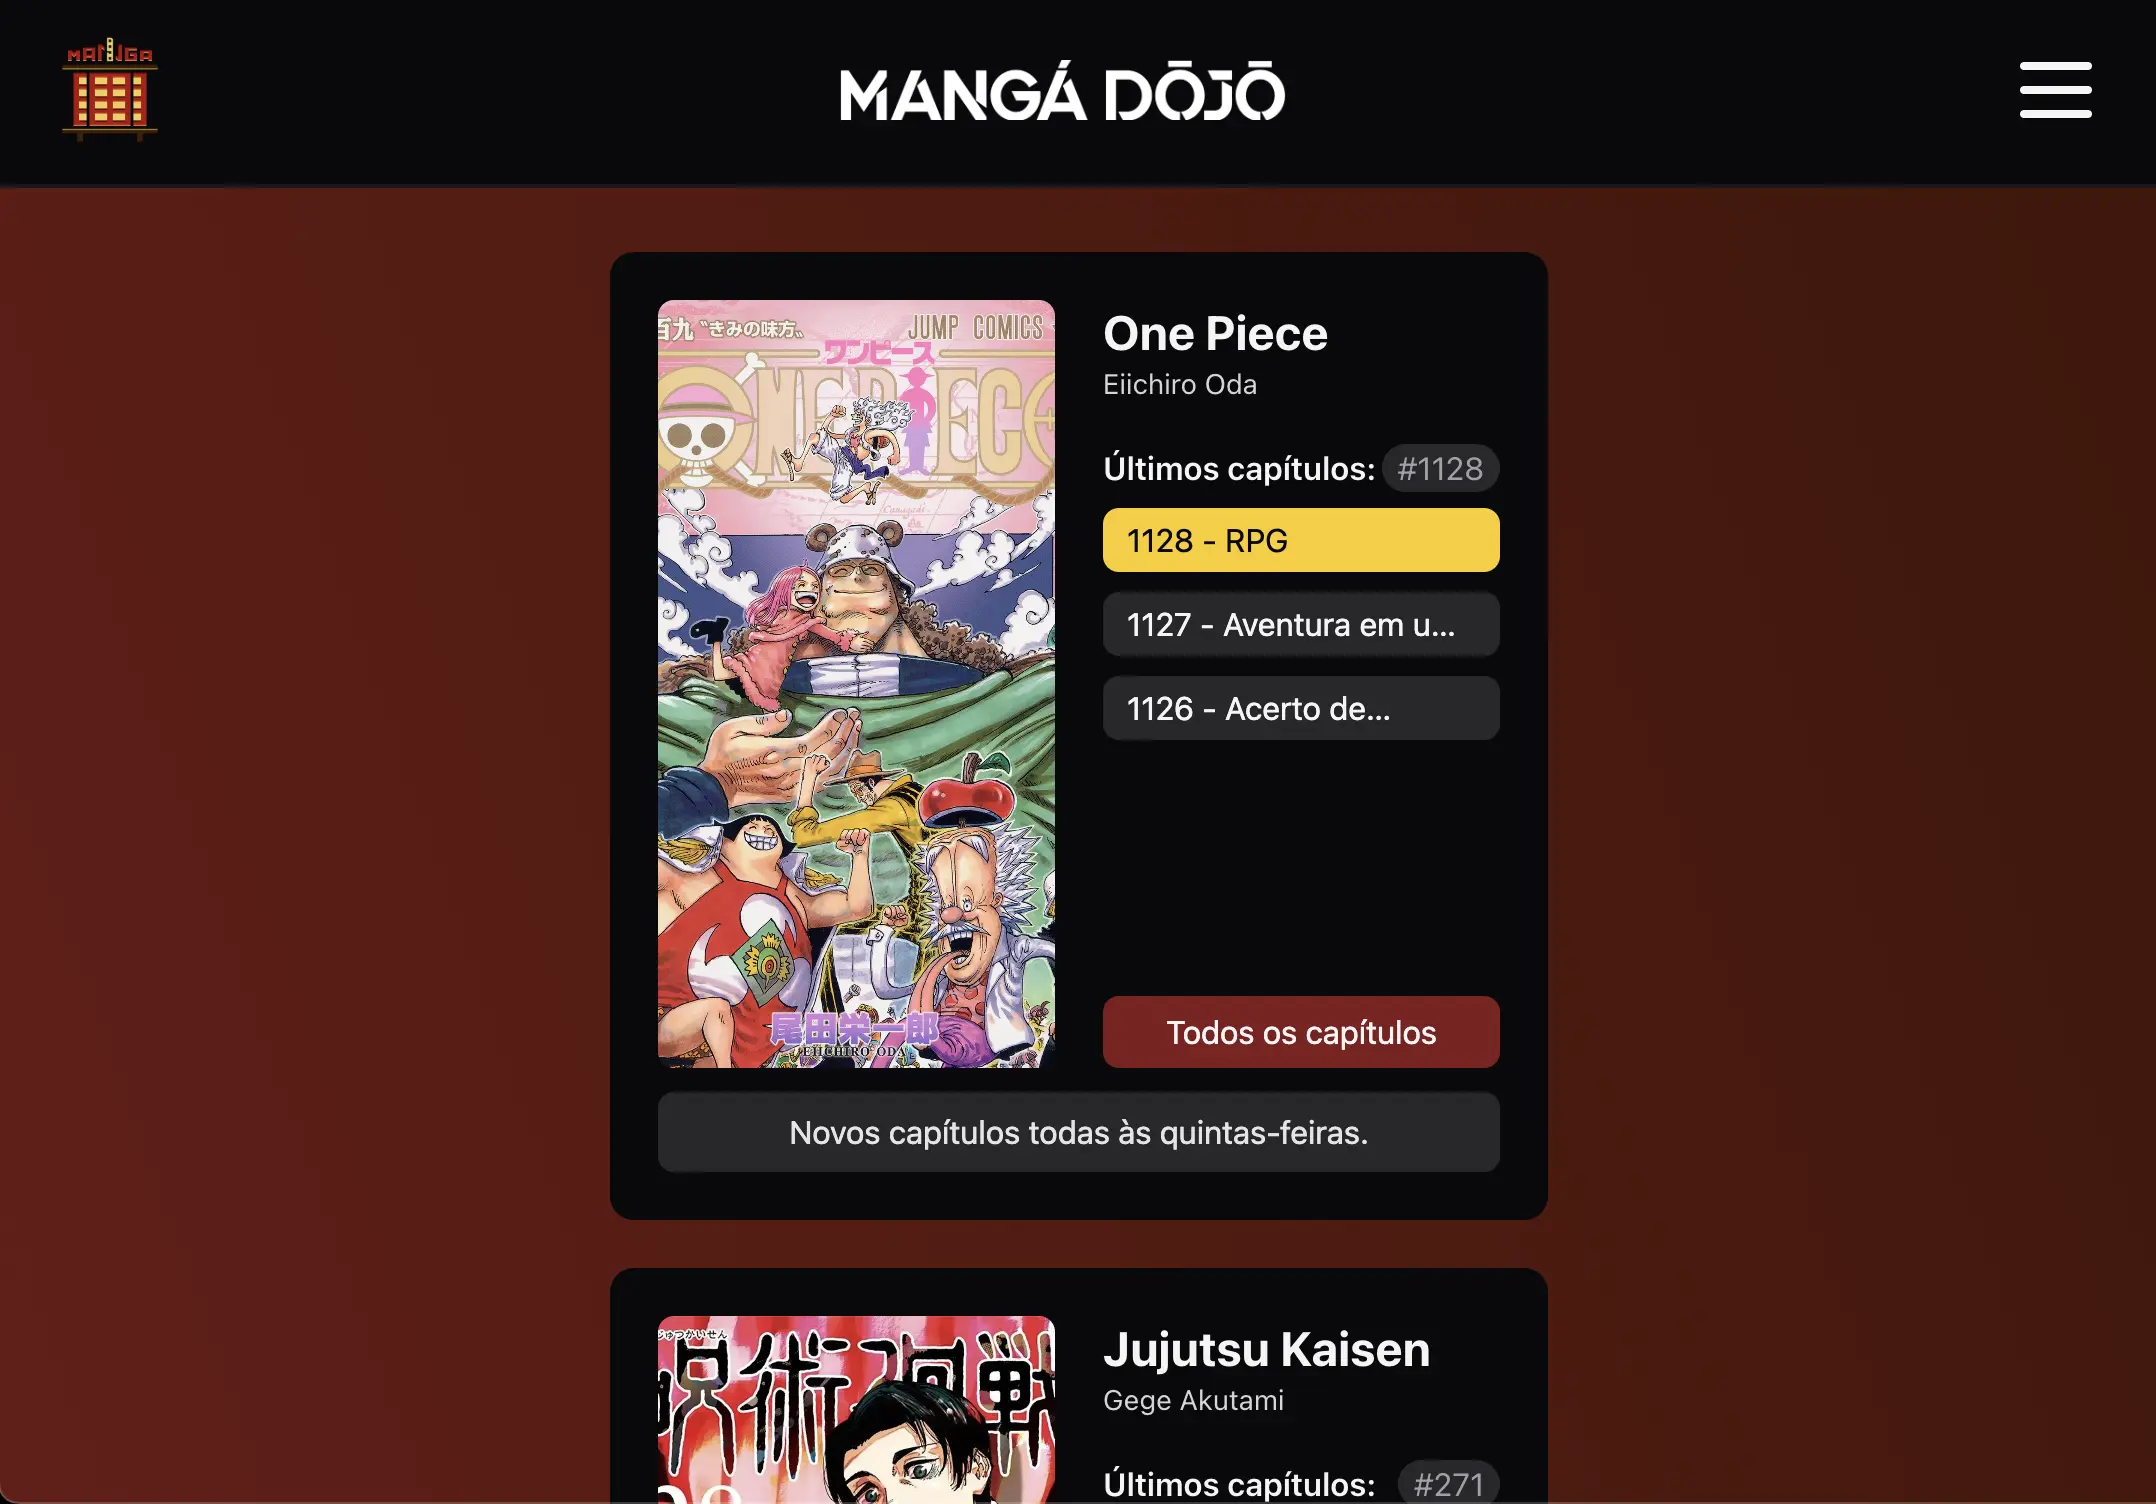 MANGA
MANGÁ DŌJŌ
百九 〝きみの味方〟
JUMP COMICS
ワンピース
ONE PIECE
尾田栄一郎
EIICHIRO ODA
One Piece
Eiichiro Oda
Últimos capítulos: #1128
1128 - RPG
1127 - Aventura em u...
1126 - Acerto de...
Todos os capítulos
Novos capítulos todas às quintas-feiras.
じゅつかいせん
呪術廻戦
Jujutsu Kaisen
Gege Akutami
Últimos capítulos: #271